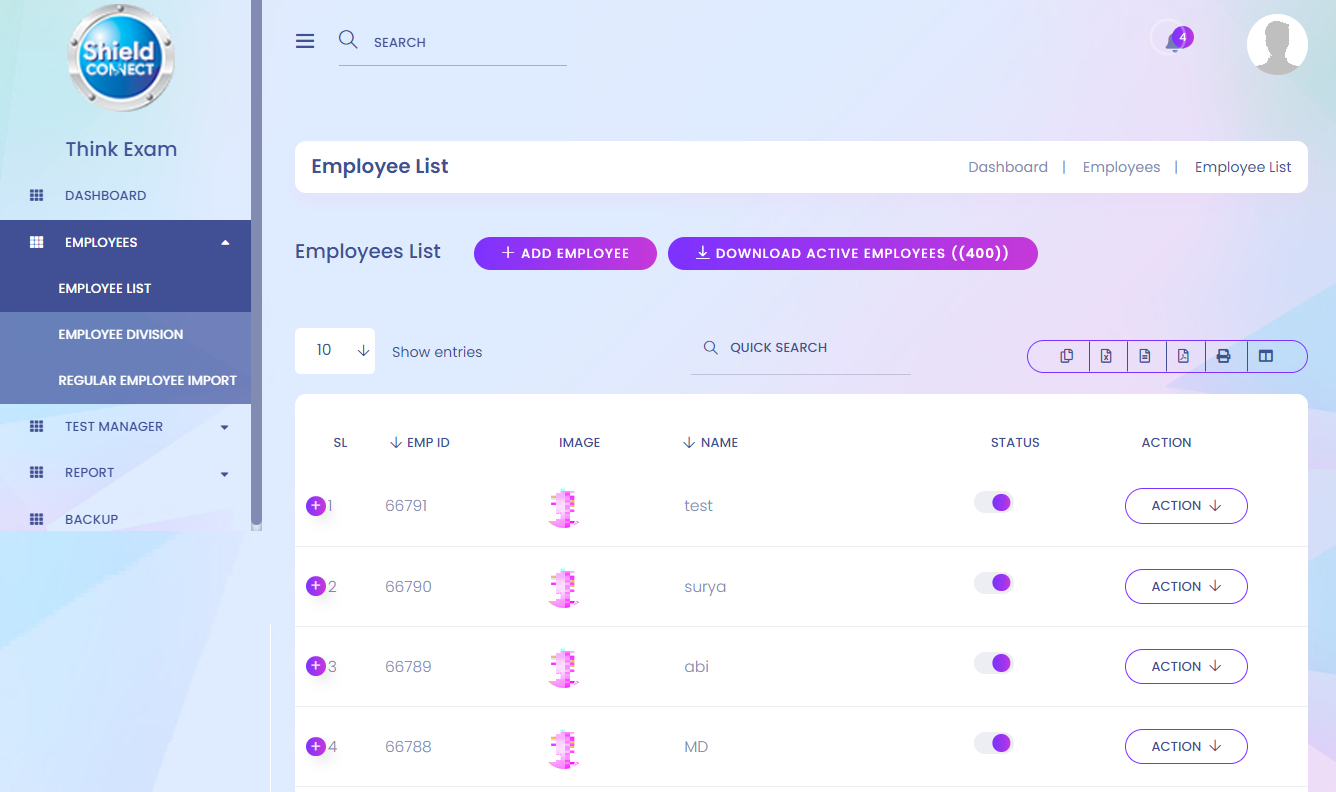 Shield
CONNECT
Think Exam
DASHBOARD
EMPLOYEES
EMPLOYEE LIST
EMPLOYEE DIVISION
REGULAR EMPLOYEE IMPORT
TEST MANAGER
REPORT
BACKUP
SEARCH
4
Employee List
Dashboard | Employees | Employee List
Employees List
+ ADD EMPLOYEE
DOWNLOAD ACTIVE EMPLOYEES ((400))
10
Show entries
QUICK SEARCH
SL EMP ID IMAGE NAME STATUS ACTION
1 66791 test ACTION
2 66790 surya ACTION
3 66789 abi ACTION
4 66788 MD ACTION